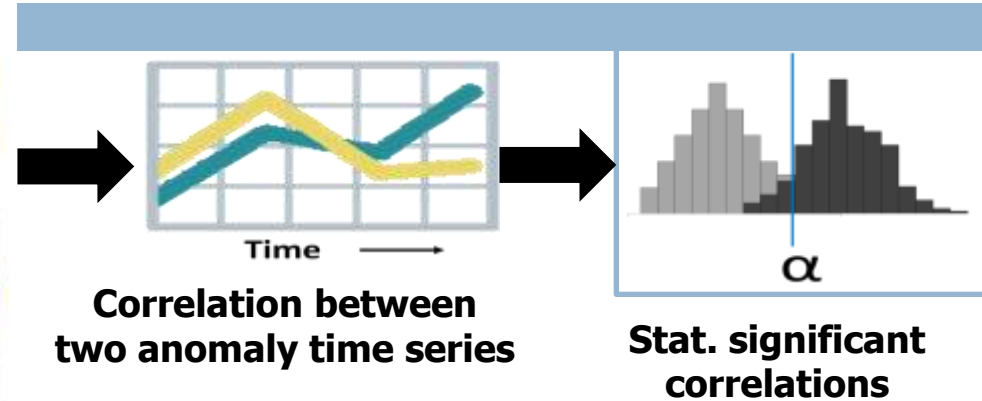 Time
Correlation between
two anomaly time series
α
Stat. significant
correlations